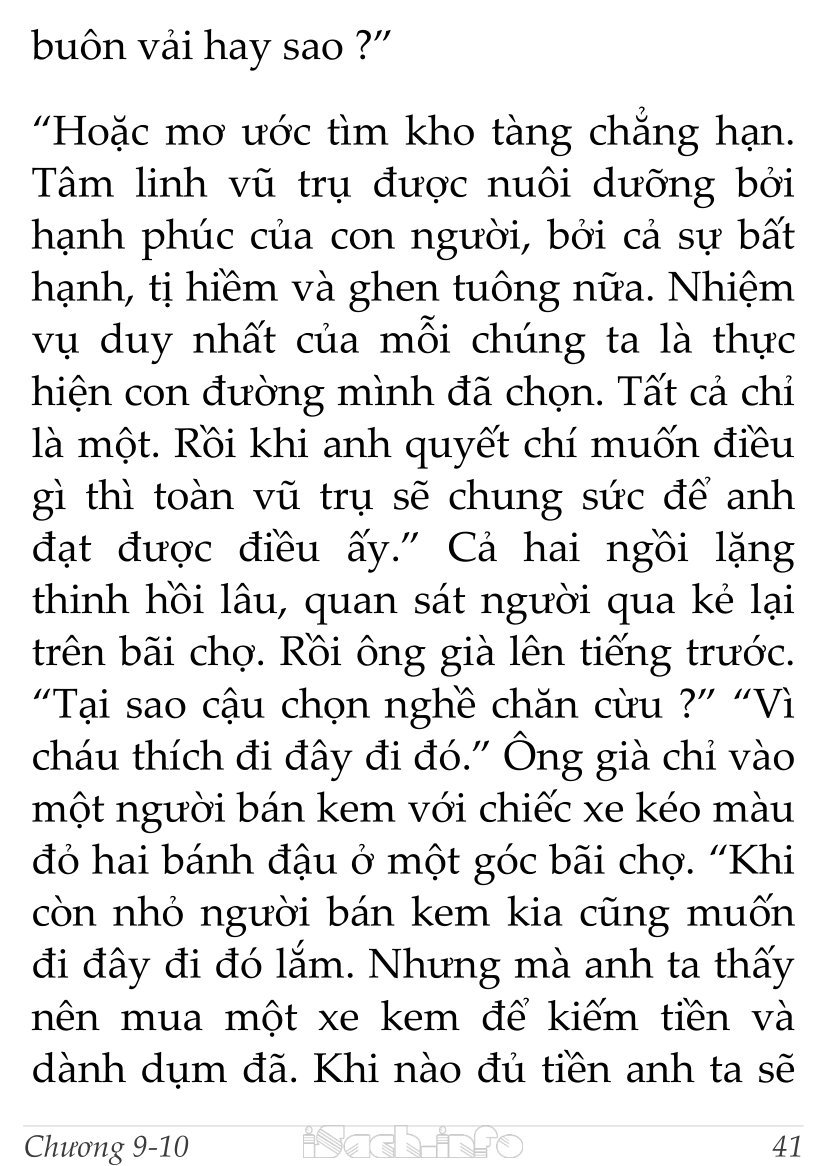 buôn vải hay sao ?”
“Hoặc mơ ước tìm kho tàng chẳng hạn.
Tâm linh vũ trụ được nuôi dưỡng bởi
hạnh phúc của con người, bởi cả sự bất
hạnh, tị hiềm và ghen tuông nữa. Nhiệm
vụ duy nhất của mỗi chúng ta là thực
hiện con đường mình đã chọn. Tất cả chỉ
là một. Rồi khi anh quyết chí muốn điều
gì thì toàn vũ trụ sẽ chung sức để anh
đạt được điều ấy.” Cả hai ngồi lặng
thinh hồi lâu, quan sát người qua kẻ lại
trên bãi chợ. Rồi ông già lên tiếng trước.
“Tại sao cậu chọn nghề chăn cừu ?” “Vì
cháu thích đi đây đi đó.” Ông già chỉ vào
một người bán kem với chiếc xe kéo màu
đỏ hai bánh đậu ở một góc bãi chợ. “Khi
còn nhỏ người bán kem kia cũng muốn
đi đây đi đó lắm. Nhưng mà anh ta thấy
nên mua một xe kem để kiếm tiền và
dành dụm đã. Khi nào đủ tiền anh ta sẽ
Chương 9-10 iSach.info 41